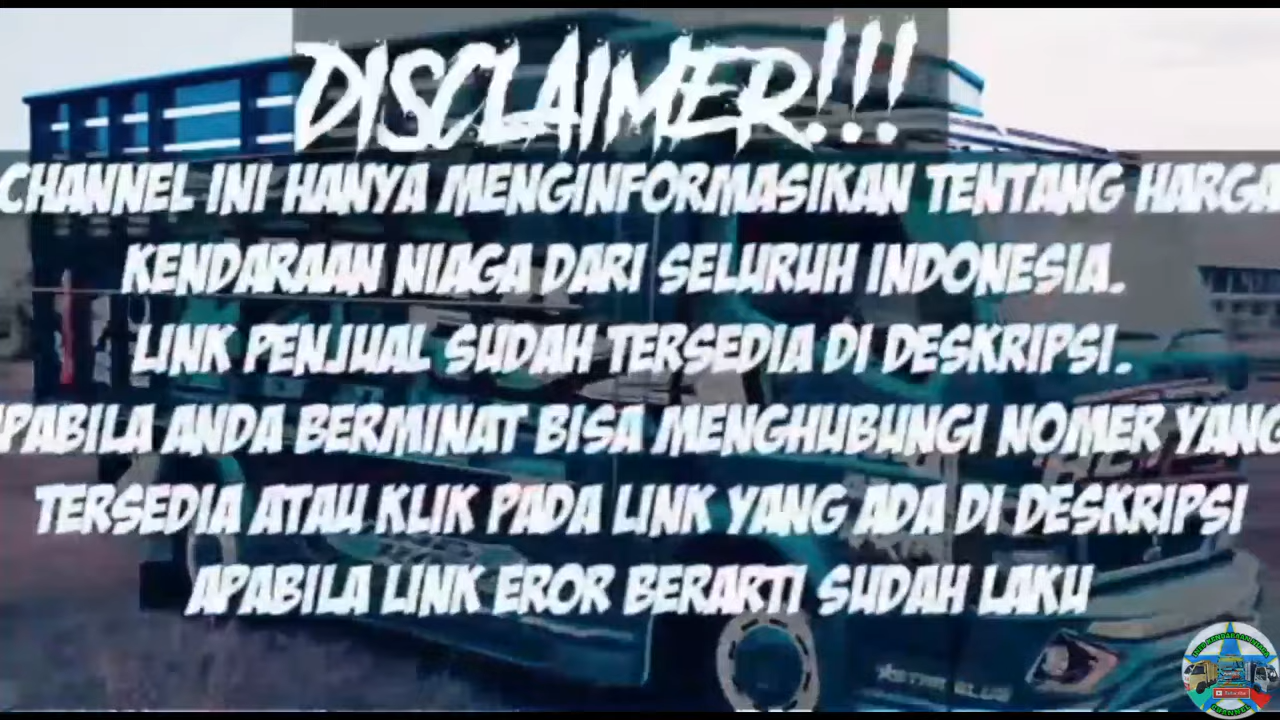 DISCLAIMER!!!
CHANNEL INI HANYA MENGINFORMASIKAN TENTANG HARGA
KENDARAAN NIAGA DARI SELURUH INDONESIA.
LINK PENJUAL SUDAH TERSEDIA DI DESKRIPSI.
PABILA ANDA BERMINAT BISA MENGHUBUNGI NOMER YANG
TERSEDIA ATAU KLIK PADA LINK YANG ADA DI DESKRIPSI
APABILA LINK EROR BERARTI SUDAH LAKU
CHANNEL